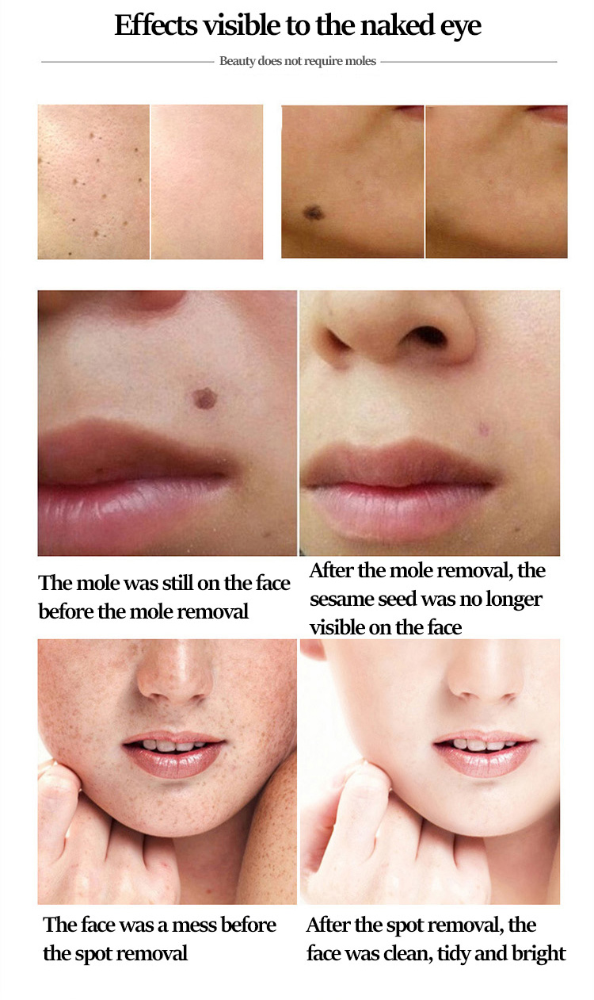 Effects visible to the naked eye
Beauty does not require moles
The mole was still on the face
before the mole removal
After the mole removal, the
sesame seed was no longer
visible on the face
The face was a mess before
the spot removal
After the spot removal, the
face was clean, tidy and bright